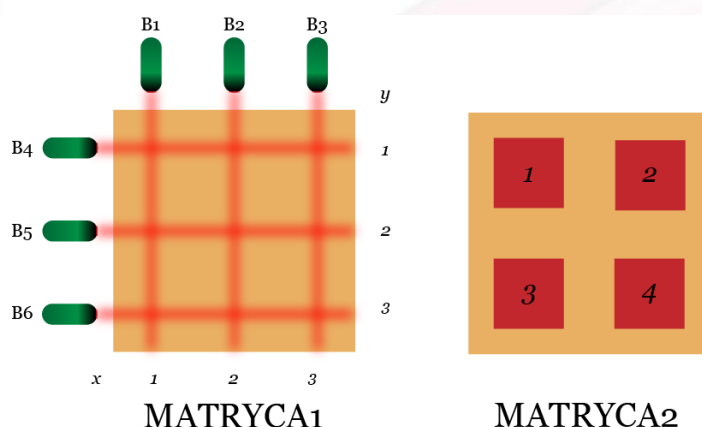 B1 B2 B3
y
B4 1
1 2
B5 2
3 4
B6 3
x 1 2 3
MATRYCA1 MATRYCA2